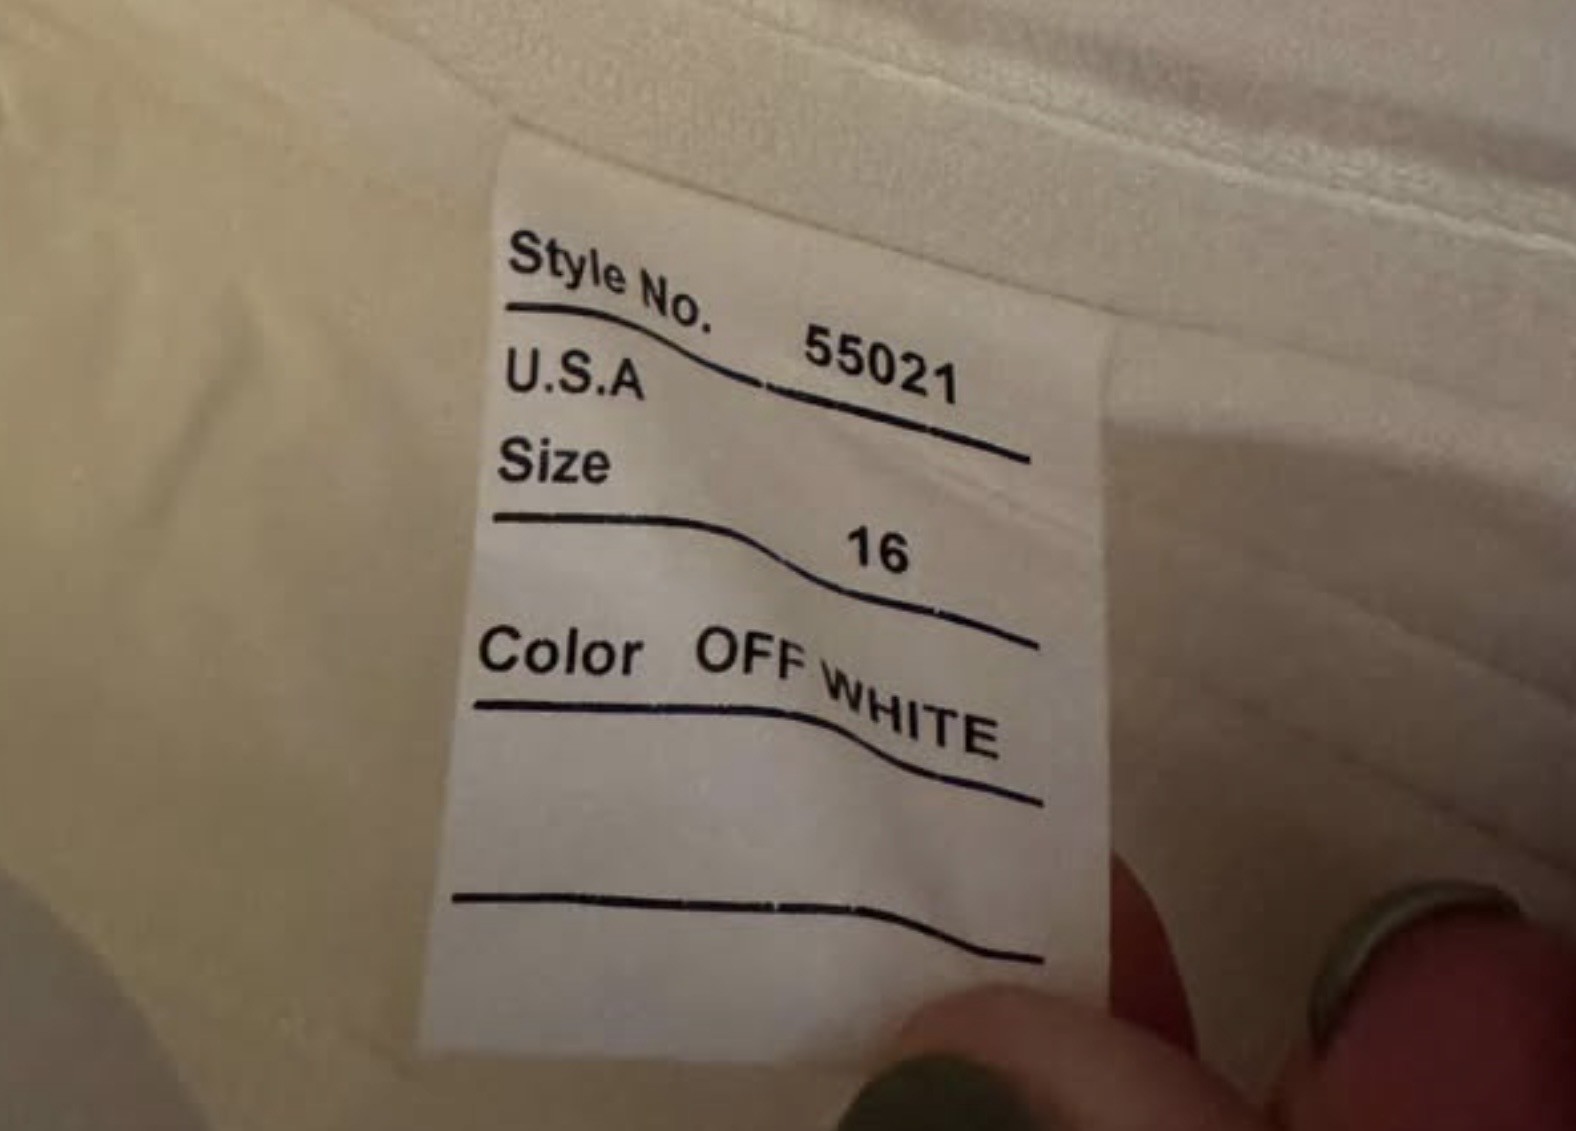 Style No. 55021
U.S.A
Size 16
Color OFF WHITE